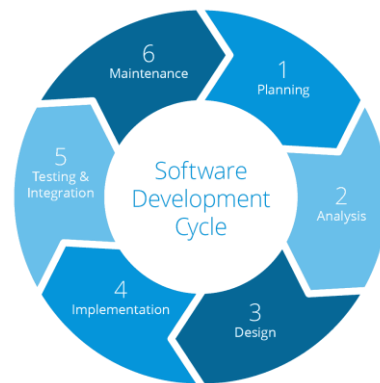 Software
Development
Cycle
1
Planning
2
Analysis
3
Design
4
Implementation
5
Testing &
Integration
6
Maintenance